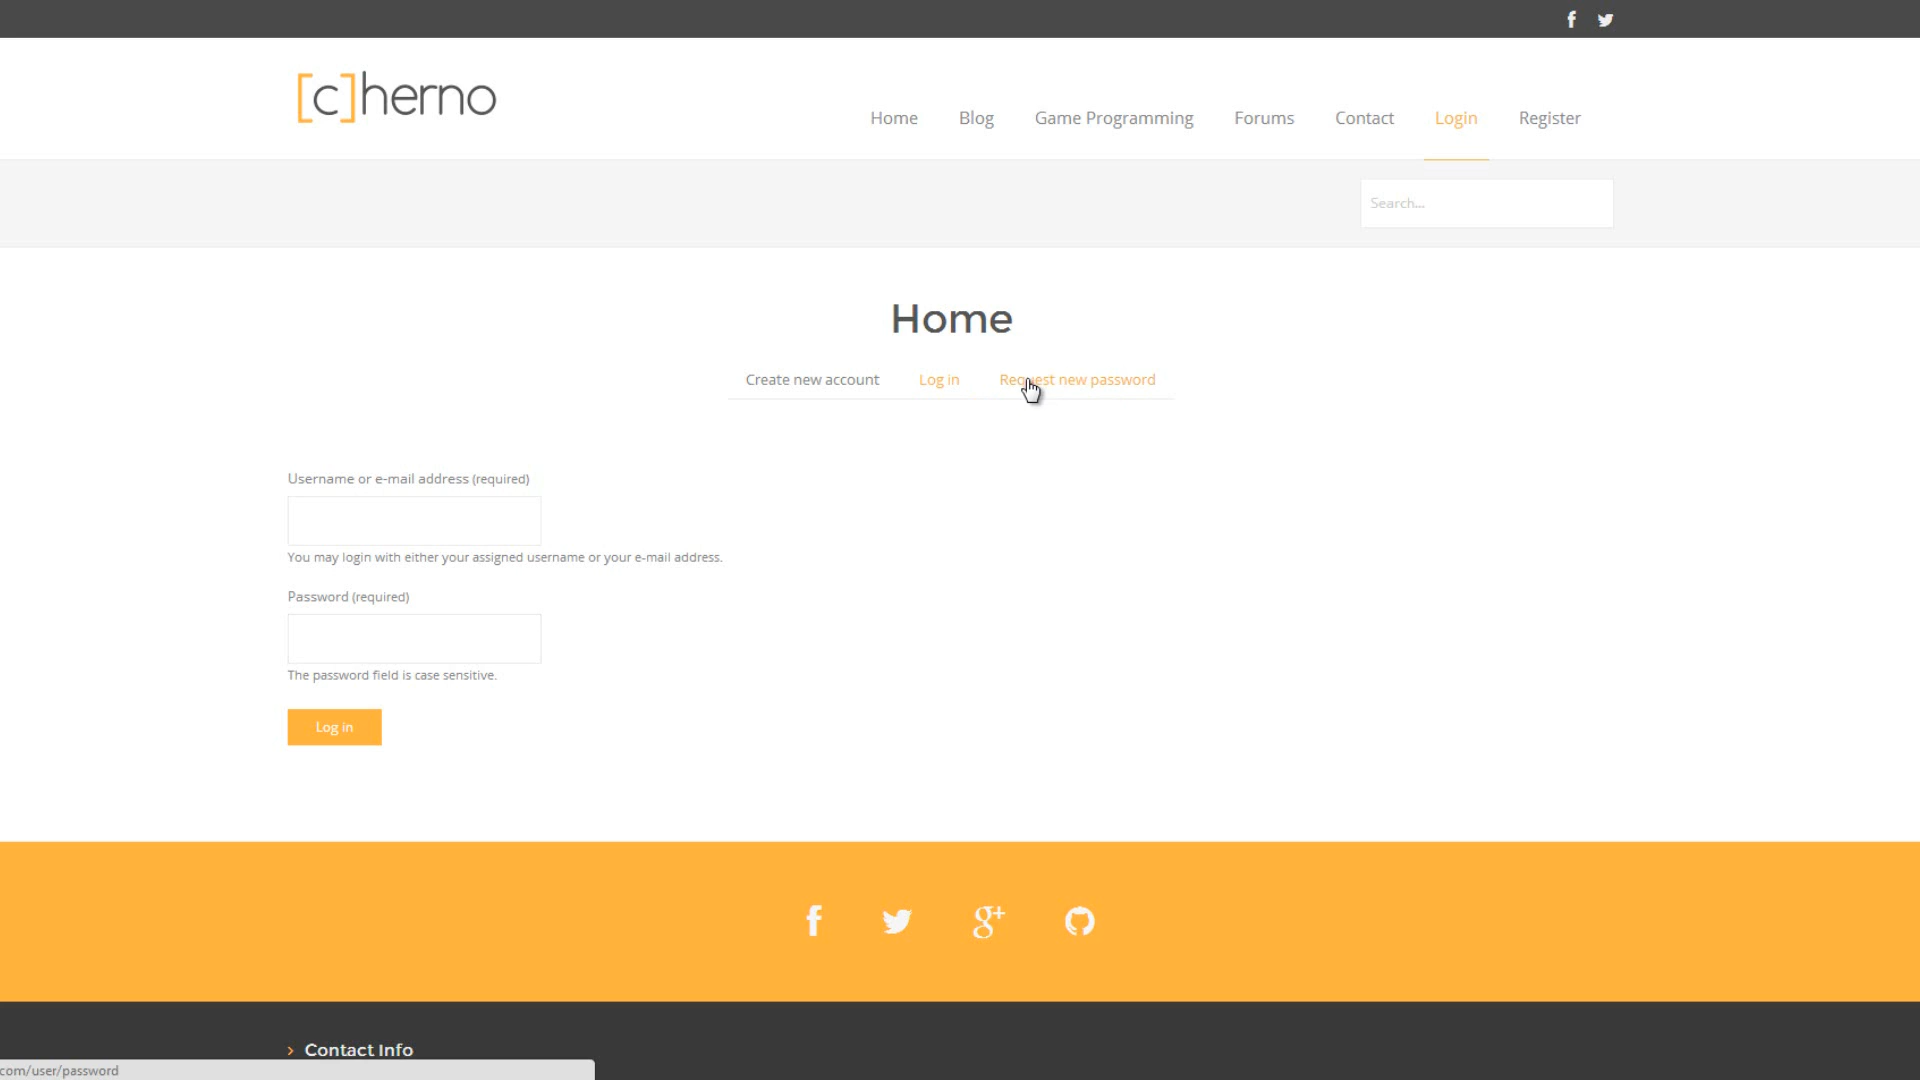 [c]herno
Home Blog Game Programming Forums Contact Login Register
Search...
Home
Create new account Log in Request new password
Username or e-mail address (required)
You may login with either your assigned username or your e-mail address.
Password (required)
The password field is case sensitive.
Log in
g+
Contact Info
com/user/password